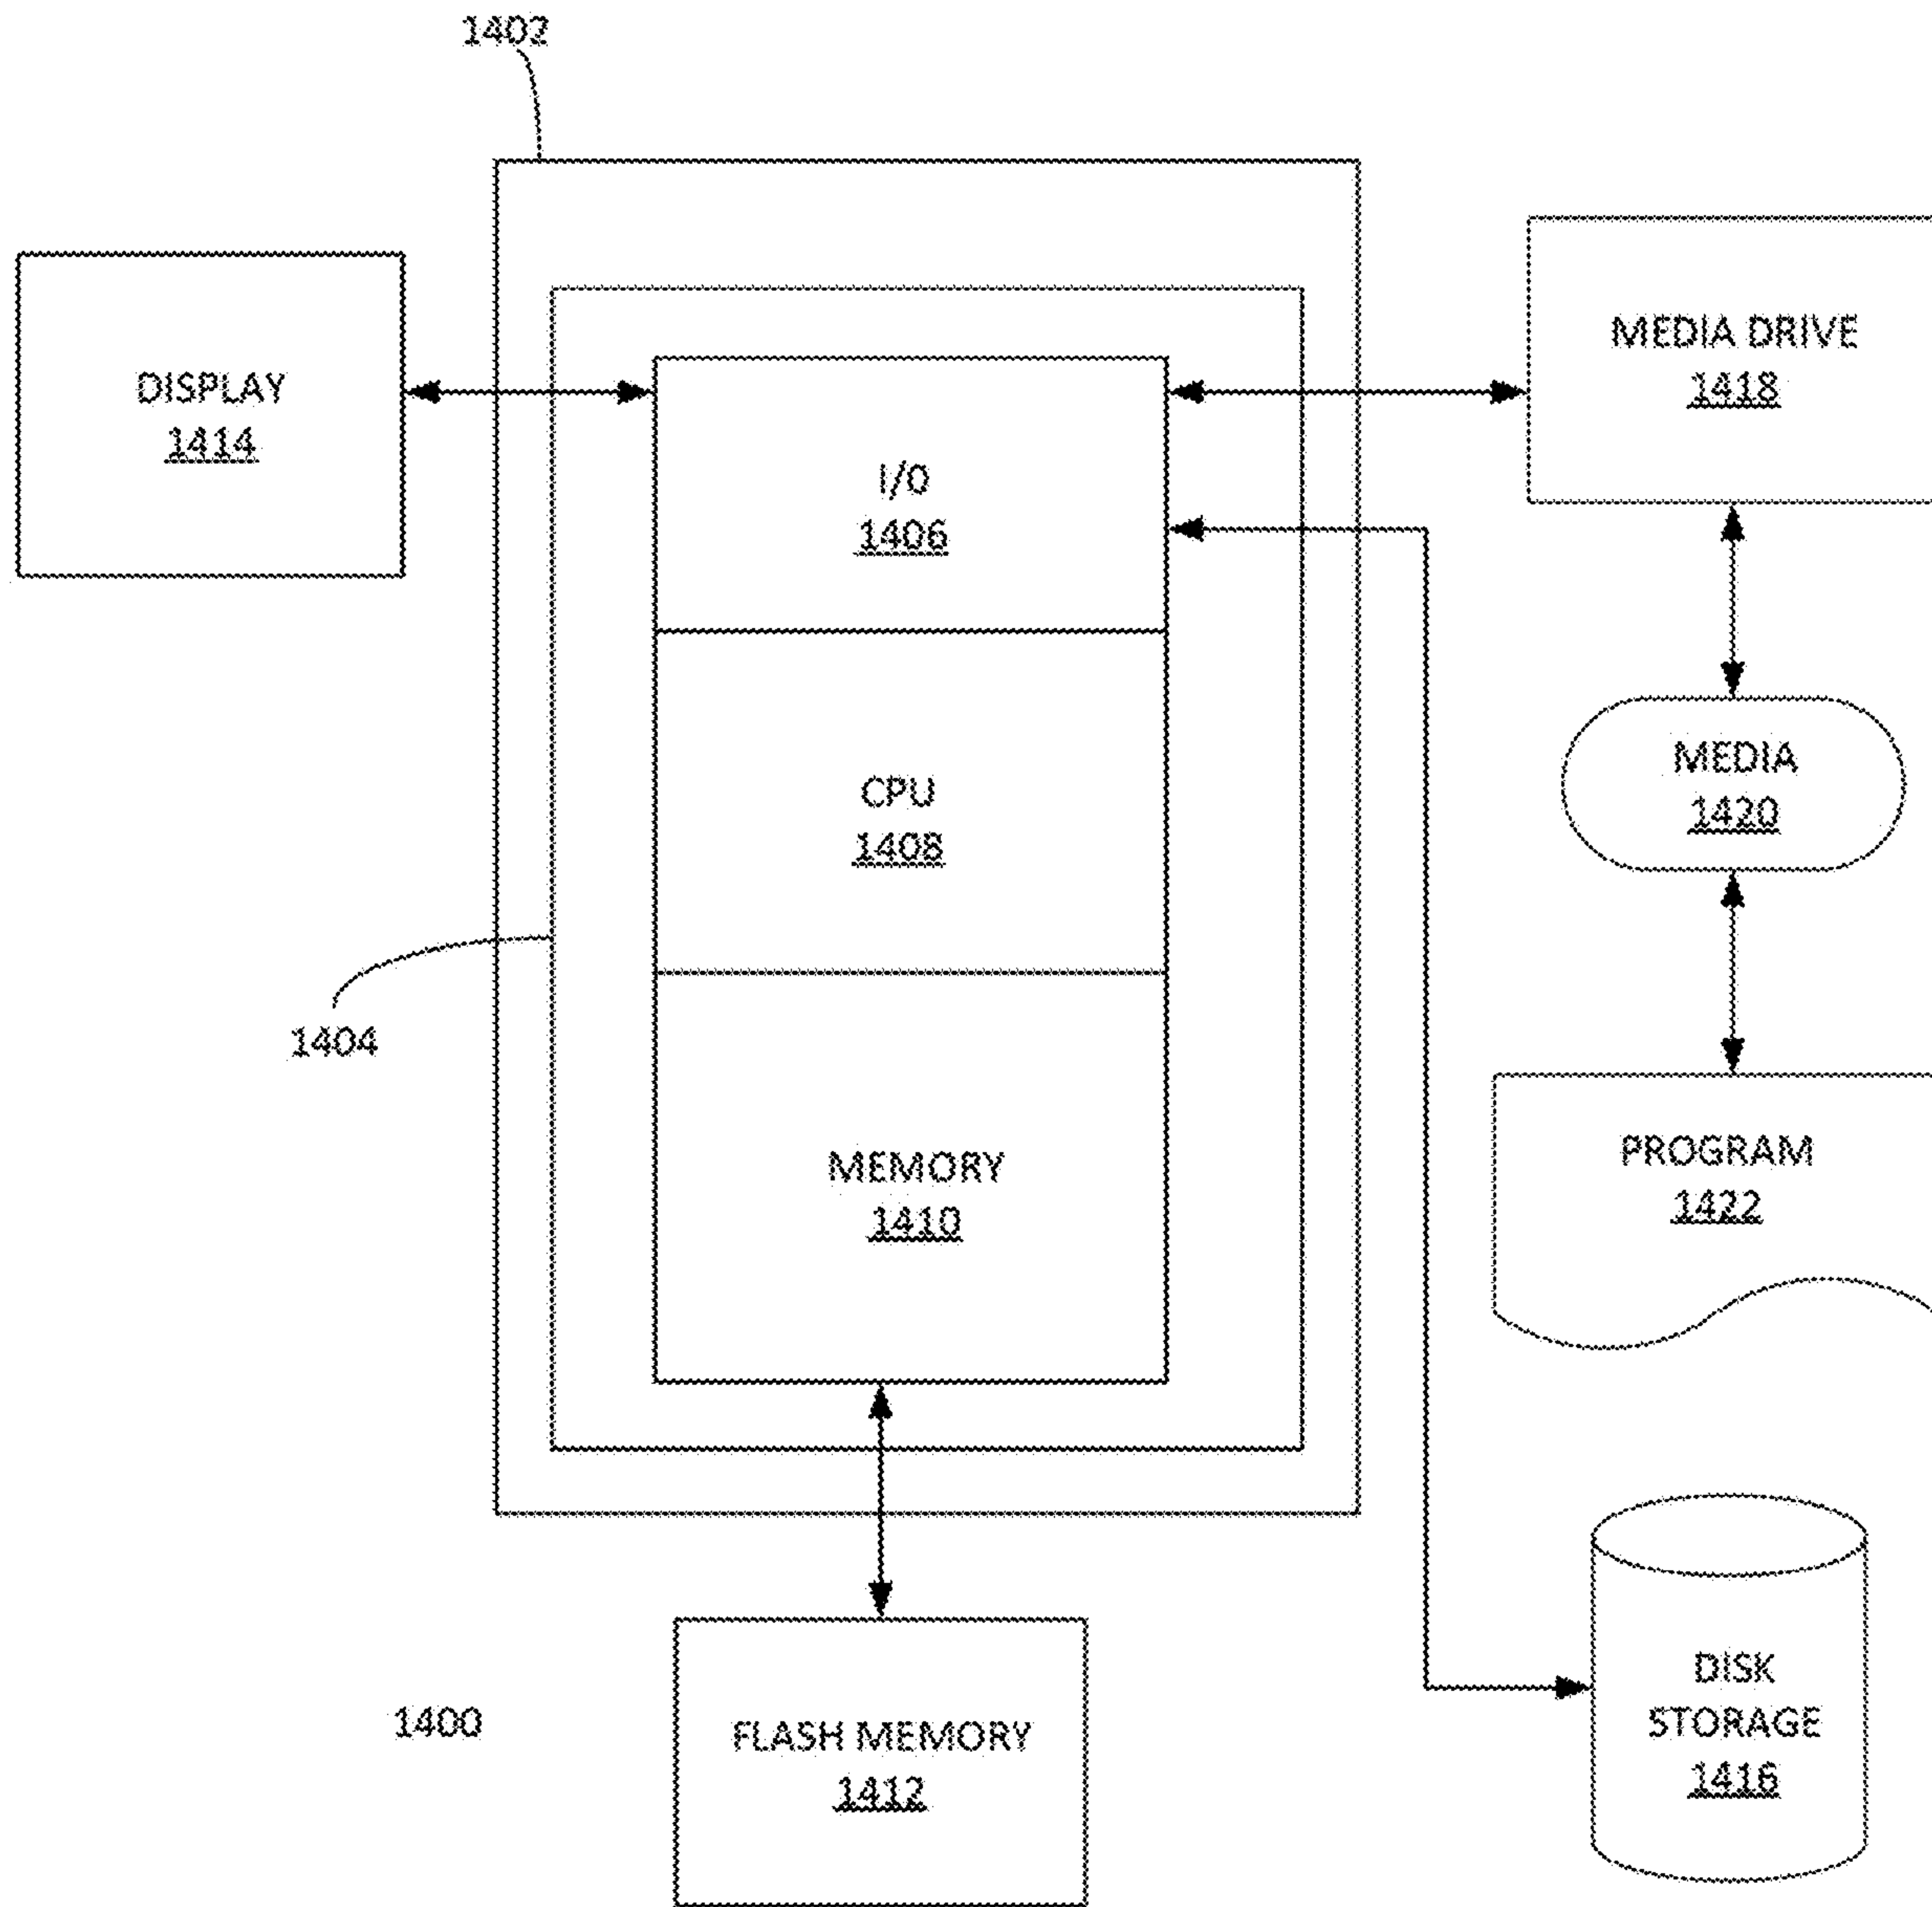 1402
DISPLAY
1414
I/O
1406
CPU
1408
MEMORY
1410
1404
MEDIA DRIVE
1418
MEDIA
1420
PROGRAM
1422
DISK
STORAGE
1416
1400
FLASH MEMORY
1412